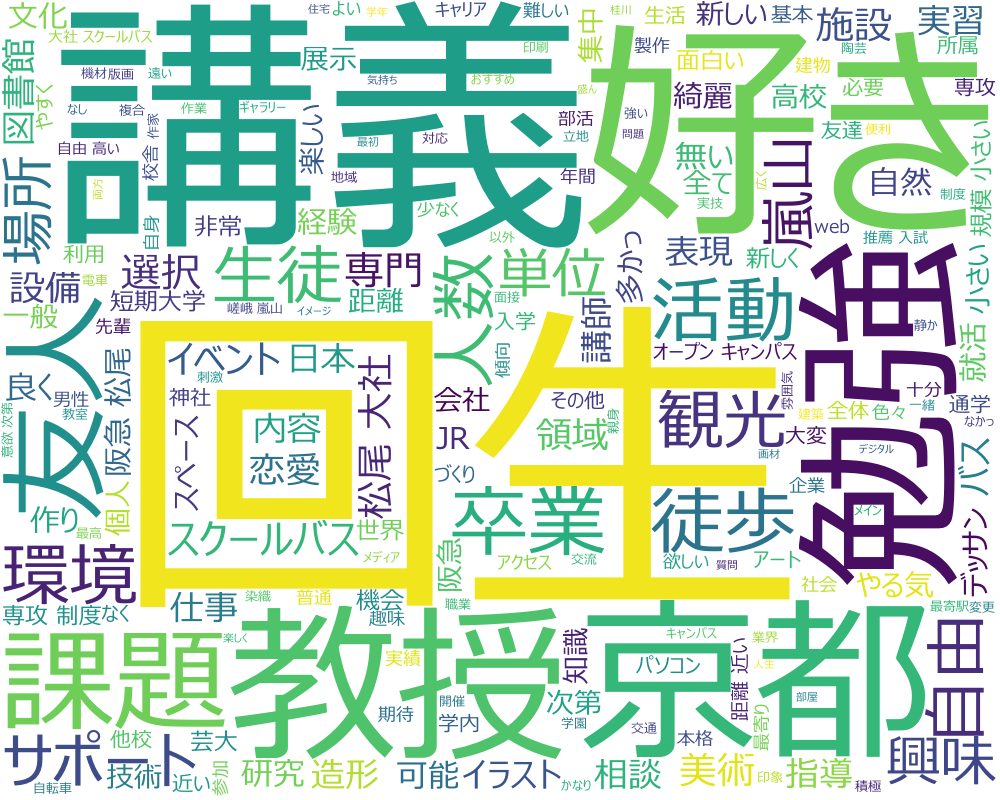 文化
大社 スクールバス
住宅
よい
学年
キャリア
難しい
桂川
生活
新しい
基本
施設
実習
図書館
やすく
機材
版画
遠い
講義
展示
印刷
気持ち
おすすめ
集中
製作
面白い
陶芸
建物
好き
所属
なし
複合
作業
ギャラリー
盛ん
綺麗
高校
必要
専攻
自由 高い
校舎
作家
楽しい
最初
対応
部活
立地
強い
問題
無い
友達
便利
場所
両方
地域
年間
全て
嵐山
自然
規模 小さい
制度
利用
自身
非常
経験
少なく
以外
実技
広く
推薦 入試
web
設備
電車
選択
生徒
専門
人数
単位
多かっ
表現
新しく
小さい
一般
短期大学
嵯峨 嵐山
距離
面接
入学
講師
活動
勉強
就活
先輩
イメージ
傾向
オープン キャンパス
静か
友人
良く
男性
教室
松尾
阪急
イベント
刺激
日本
松尾 大社
回生
雰囲気
十分
一緒
通学
なかっ
意欲 次第
神社
スペース
内容
恋愛
会社
JR
その他
領域
親身
観光
建築
全体
色々
大変
画材
デジタル
バス
作り
個人
最高
づくり
卒業
徒歩
企業
メイン
デッサン
環境
スクールバス
世界
メディア
阪急
アクセス
交流
質問
欲しい
アート
社会
やる気
専攻 制度
なく
仕事
染織
普通
機会
趣味
職業
最寄駅
変更
課題
楽しく
教授
実績
京都
キャンパス
業界
距離 近い
人生
自由
知識
パソコン
部屋
サポート
他校
芸大
期待
開催
学内
次第
学園
交通
本格
最寄り
興味
自転車
技術
近い
参加
研究
造形
可能
イラスト
かなり
相談
美術
印象
指導
積極